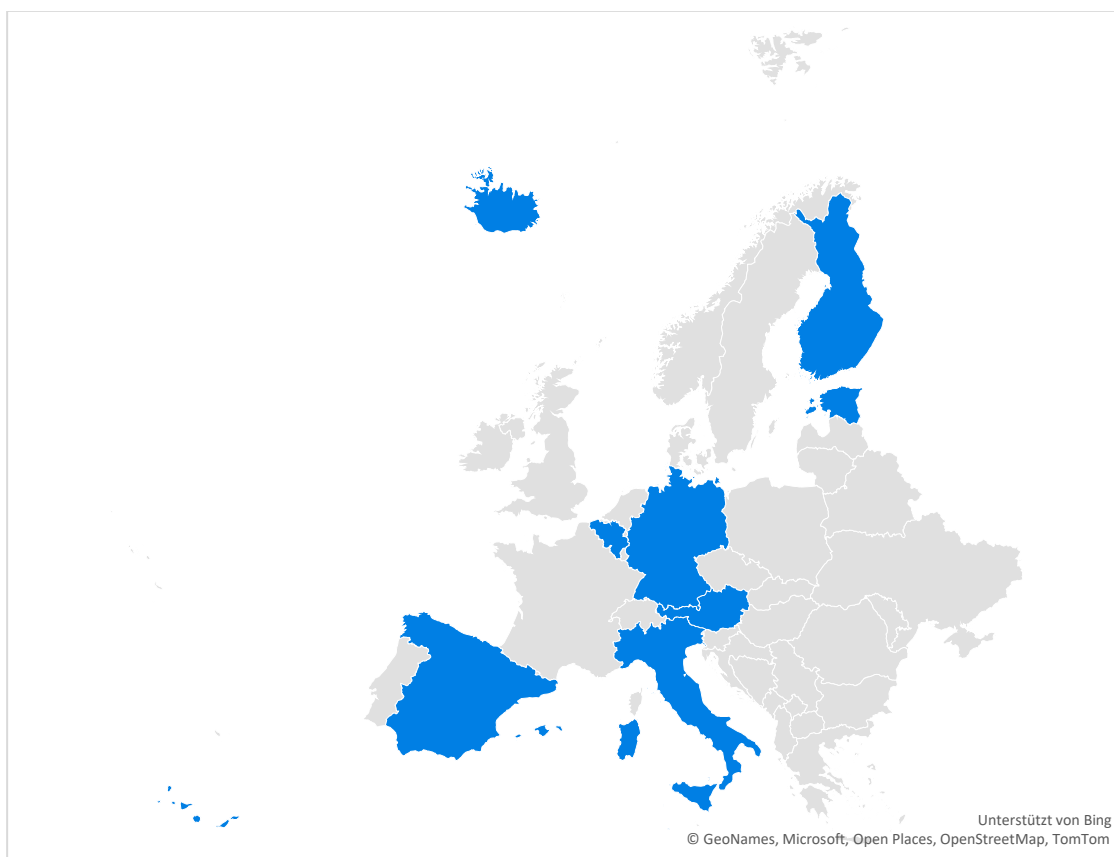 Unterstützt von Bing
© GeoNames, Microsoft, Open Places, OpenStreetMap, TomTom